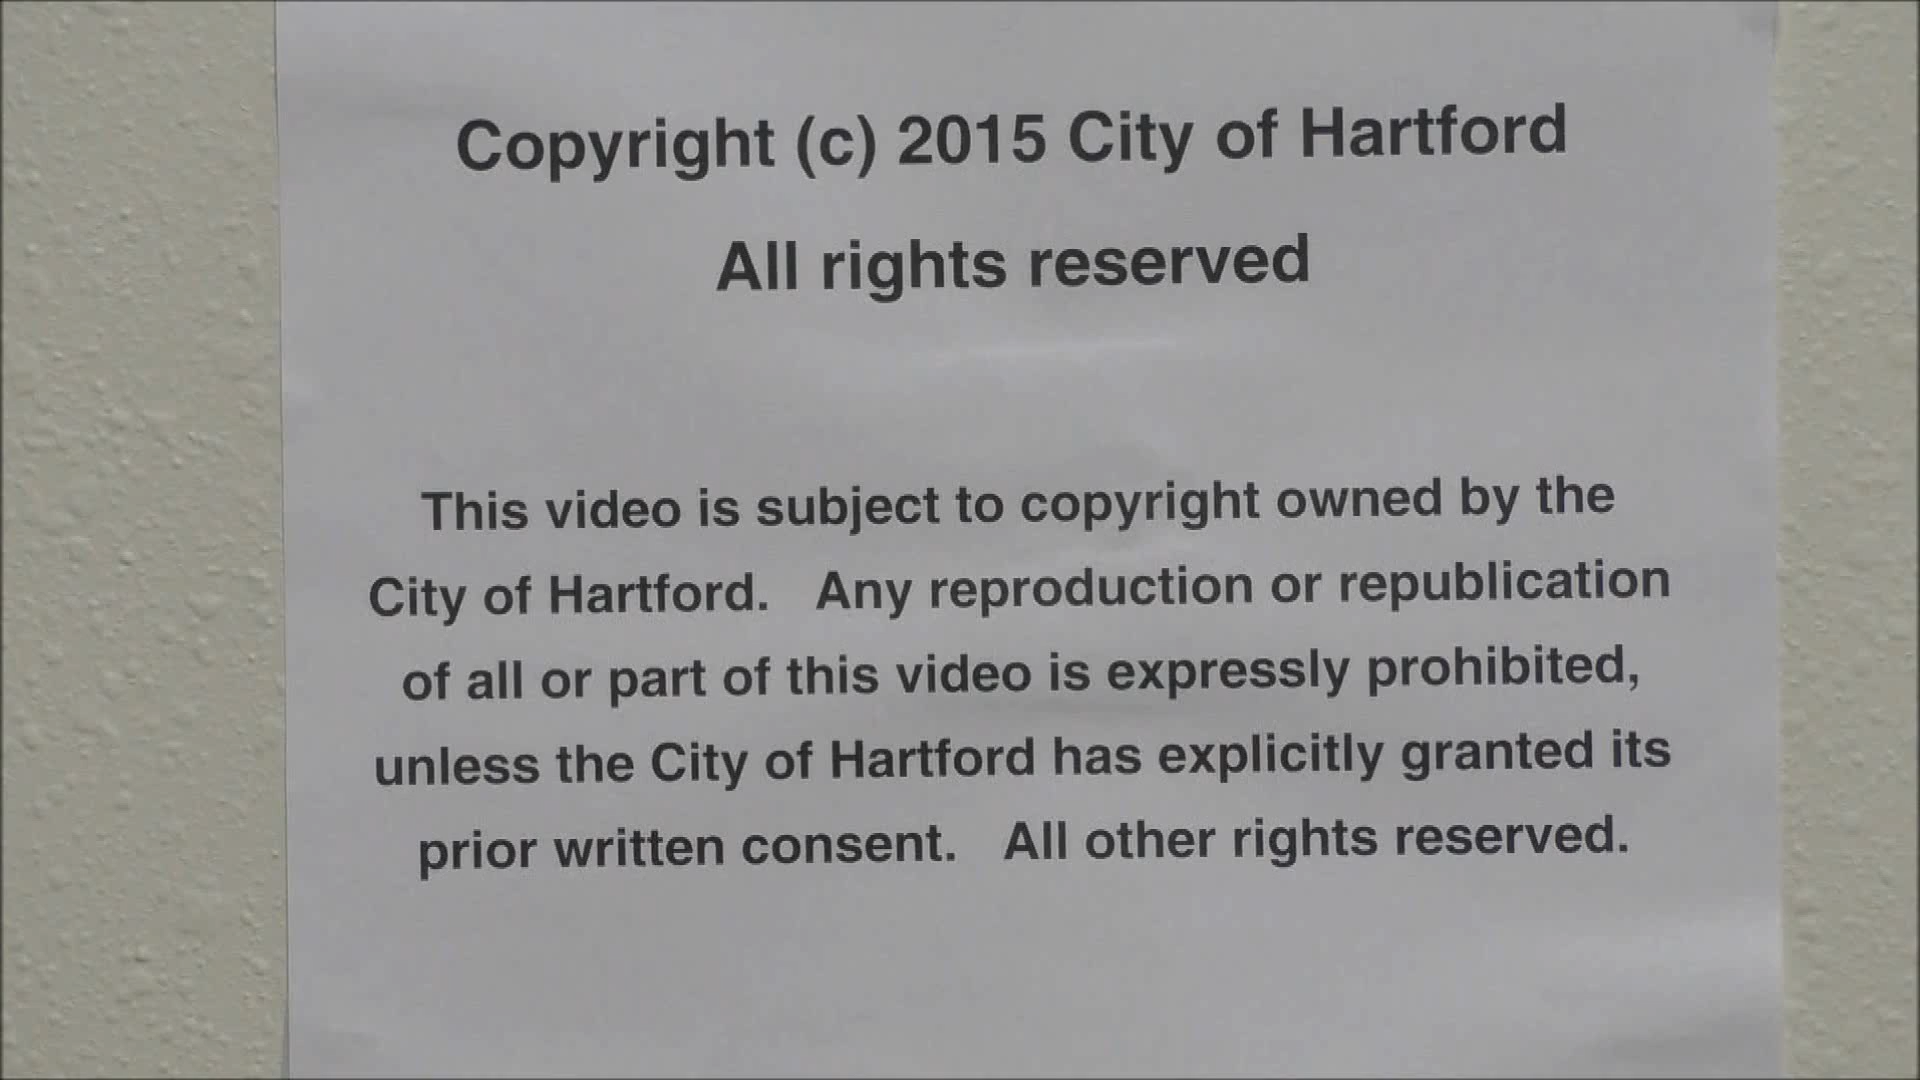 Copyright (c) 2015 City of Hartford
All rights reserved
This video is subject to copyright owned by the
City of Hartford. Any reproduction or republication
of all or part of this video is expressly prohibited,
unless the City of Hartford has explicitly granted its
prior written consent. All other rights reserved.